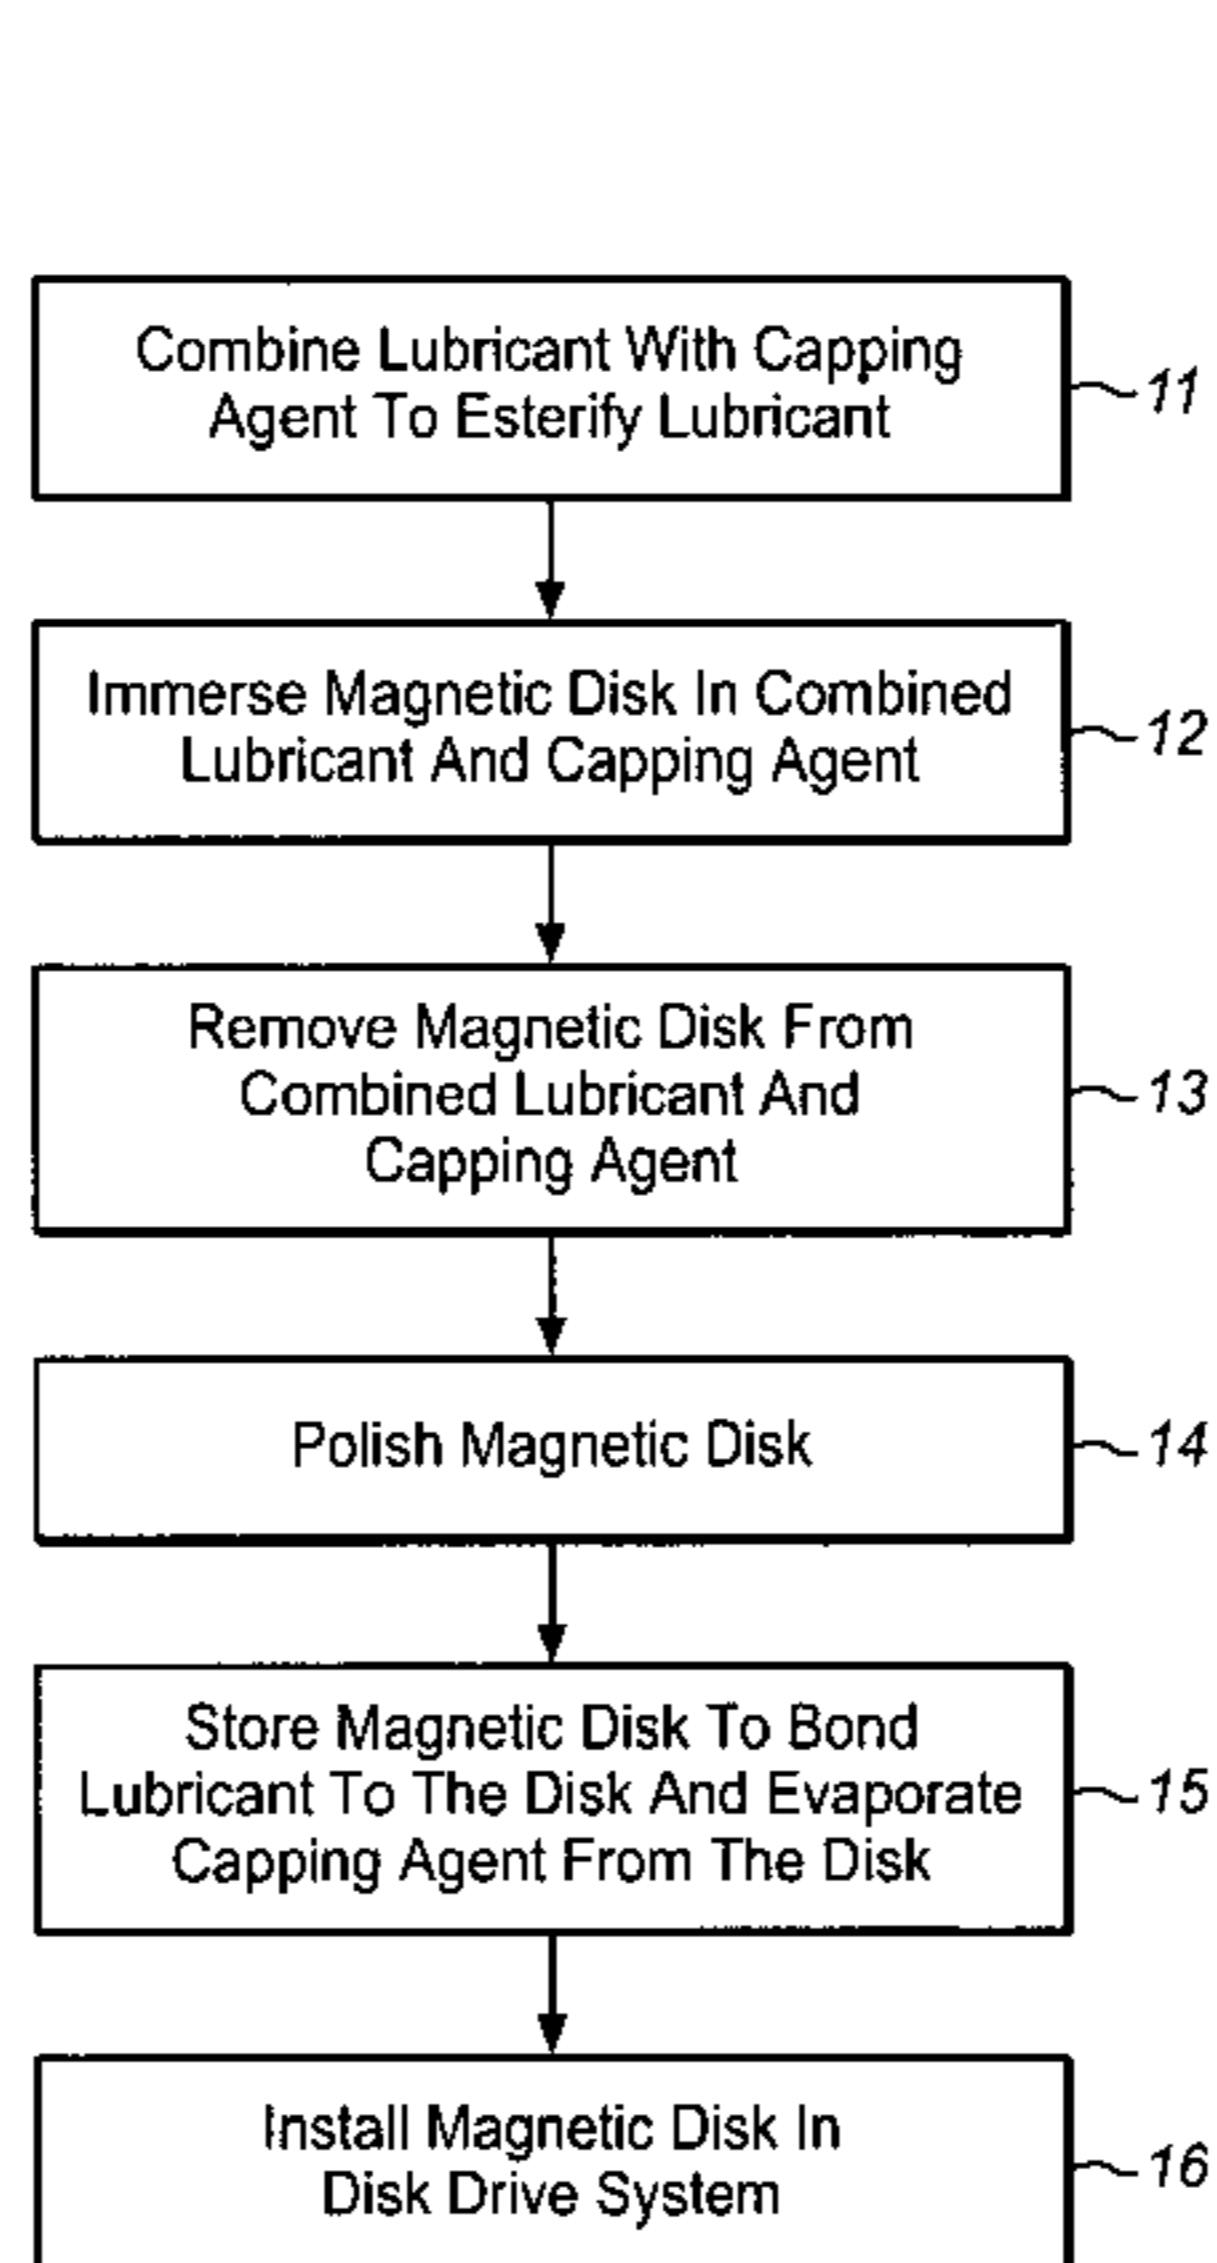 Combine Lubricant With Capping
Agent To Esterify Lubricant
11
Immerse Magnetic Disk In Combined
Lubricant And Capping Agent
12
Remove Magnetic Disk From
Combined Lubricant And
Capping Agent
13
Polish Magnetic Disk
14
Store Magnetic Disk To Bond
Lubricant To The Disk And Evaporate
Capping Agent From The Disk
15
Install Magnetic Disk In
Disk Drive System
16